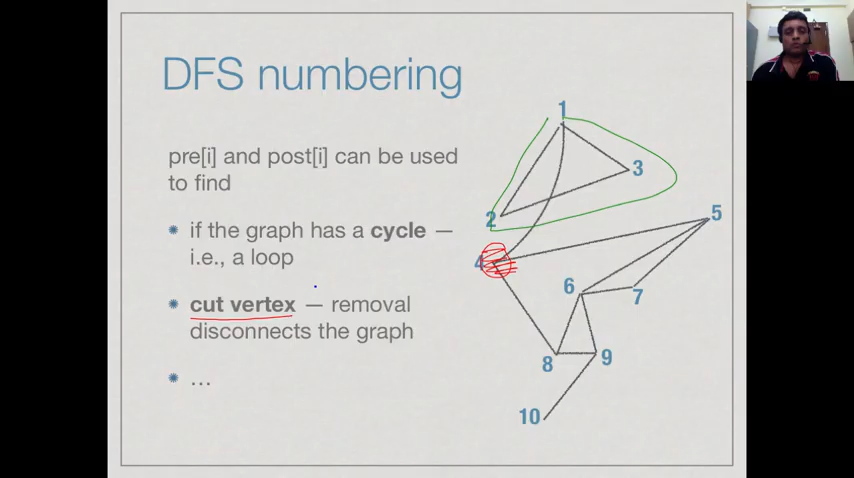 DFS numbering
pre[i] and post[i] can be used
to find
if the graph has a cycle —
i.e., a loop
cut vertex — removal
disconnects the graph
...
1
3
2
5
4
6
7
8
9
10